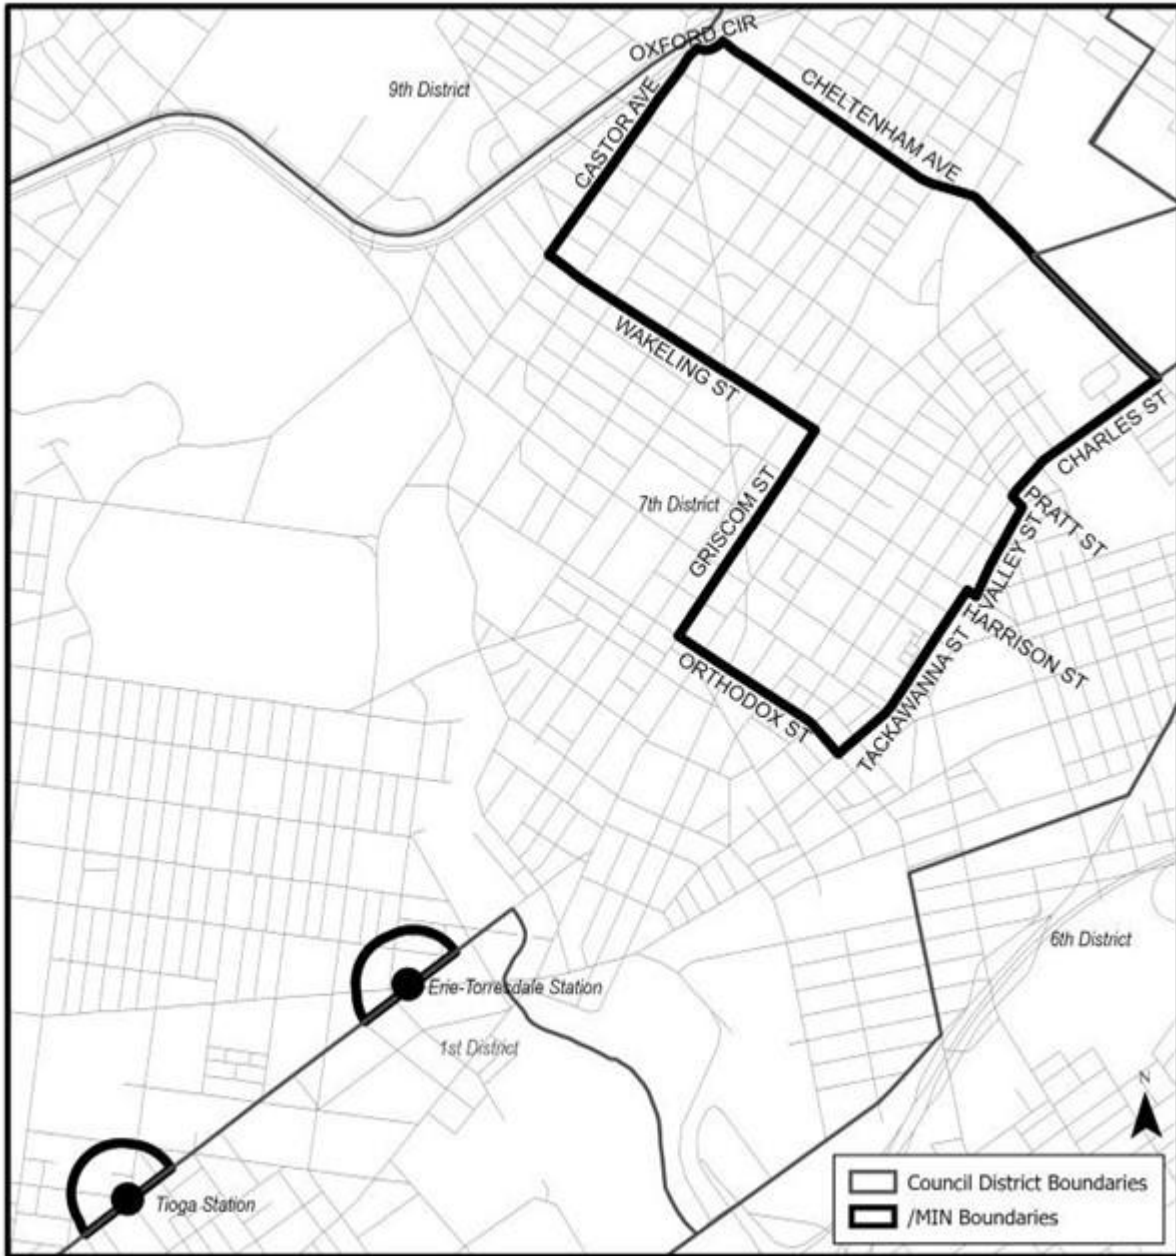 OXFORD CIR
9th District
CASTOR AVE
CHELTENHAM AVE
WAKELING ST
CHARLES ST
7th District
GRISCOM ST
PRATT ST
VALLEY ST
HARRISON ST
ORTHODOX ST
TACKAWANNA ST
6th District
Erie-Torresdale Station
1st District
N
Tioga Station
Council District Boundaries
/MIN Boundaries